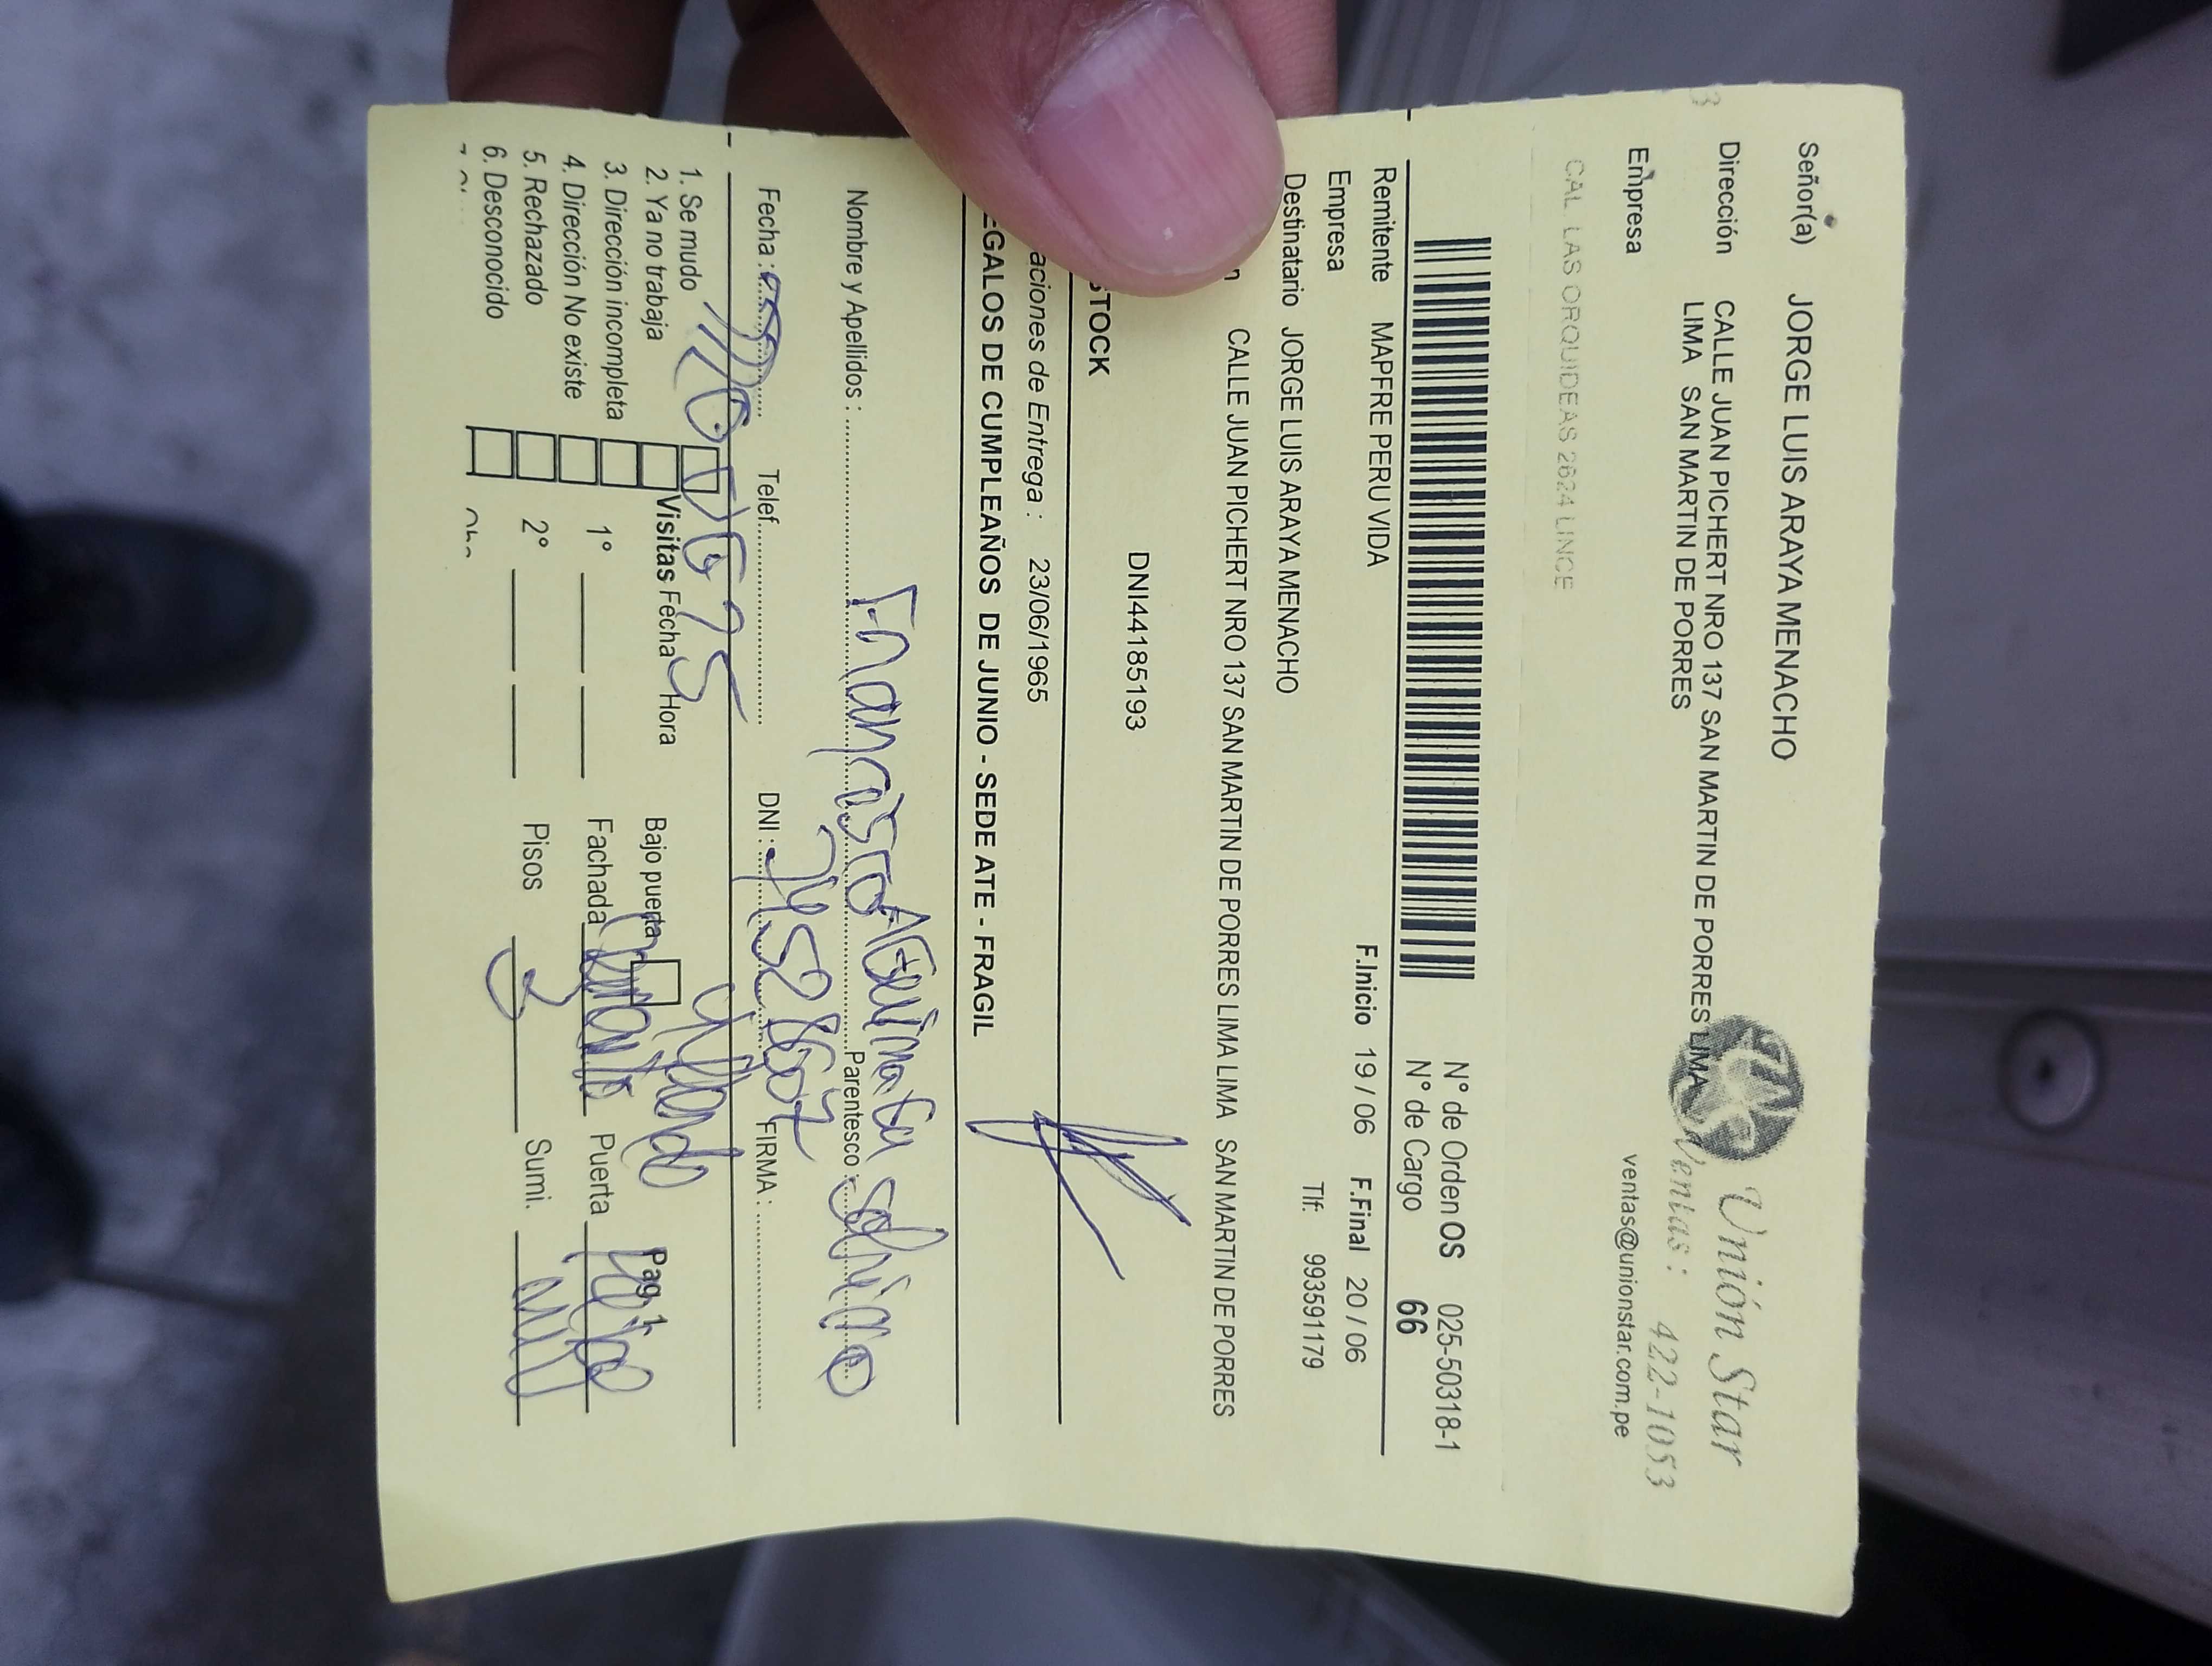 Señor(a) JORGE LUIS ARAYA MENACHO
Unión Star
Dirección CALLE JUAN PICHERT NRO 137 SAN MARTIN DE PORRES LIMA
LIMA SAN MARTIN DE PORRES
Ventas: 422-1053
Empresa
ventas@unionstar.com.pe
CAL. LAS ORQUIDEAS 2624 LINCE
N° de Orden OS 025-50318-1
N° de Cargo 66
Remitente MAPFRE PERU VIDA
F.Inicio 19 / 06 F.Final 20 / 06
Empresa
Destinatario JORGE LUIS ARAYA MENACHO
Tlf: 993591179
n CALLE JUAN PICHERT NRO 137 SAN MARTIN DE PORRES LIMA LIMA SAN MARTIN DE PORRES
DNI44185193
STOCK
aciones de Entrega : 23/06/1965
EGALOS DE CUMPLEAÑOS DE JUNIO - SEDE ATE - FRAGIL
Nombre y Apellidos :
Parentesco : sobrino
Fecha : Telef. DNI : FIRMA :
1. Se mudo
2. Ya no trabaja Visitas Fecha Hora Bajo puerta Pag 1
3. Dirección incompleta
4. Dirección No existe 1° Fachada Puerta
5. Rechazado 2° Pisos 3 Sumi.
6. Desconocido